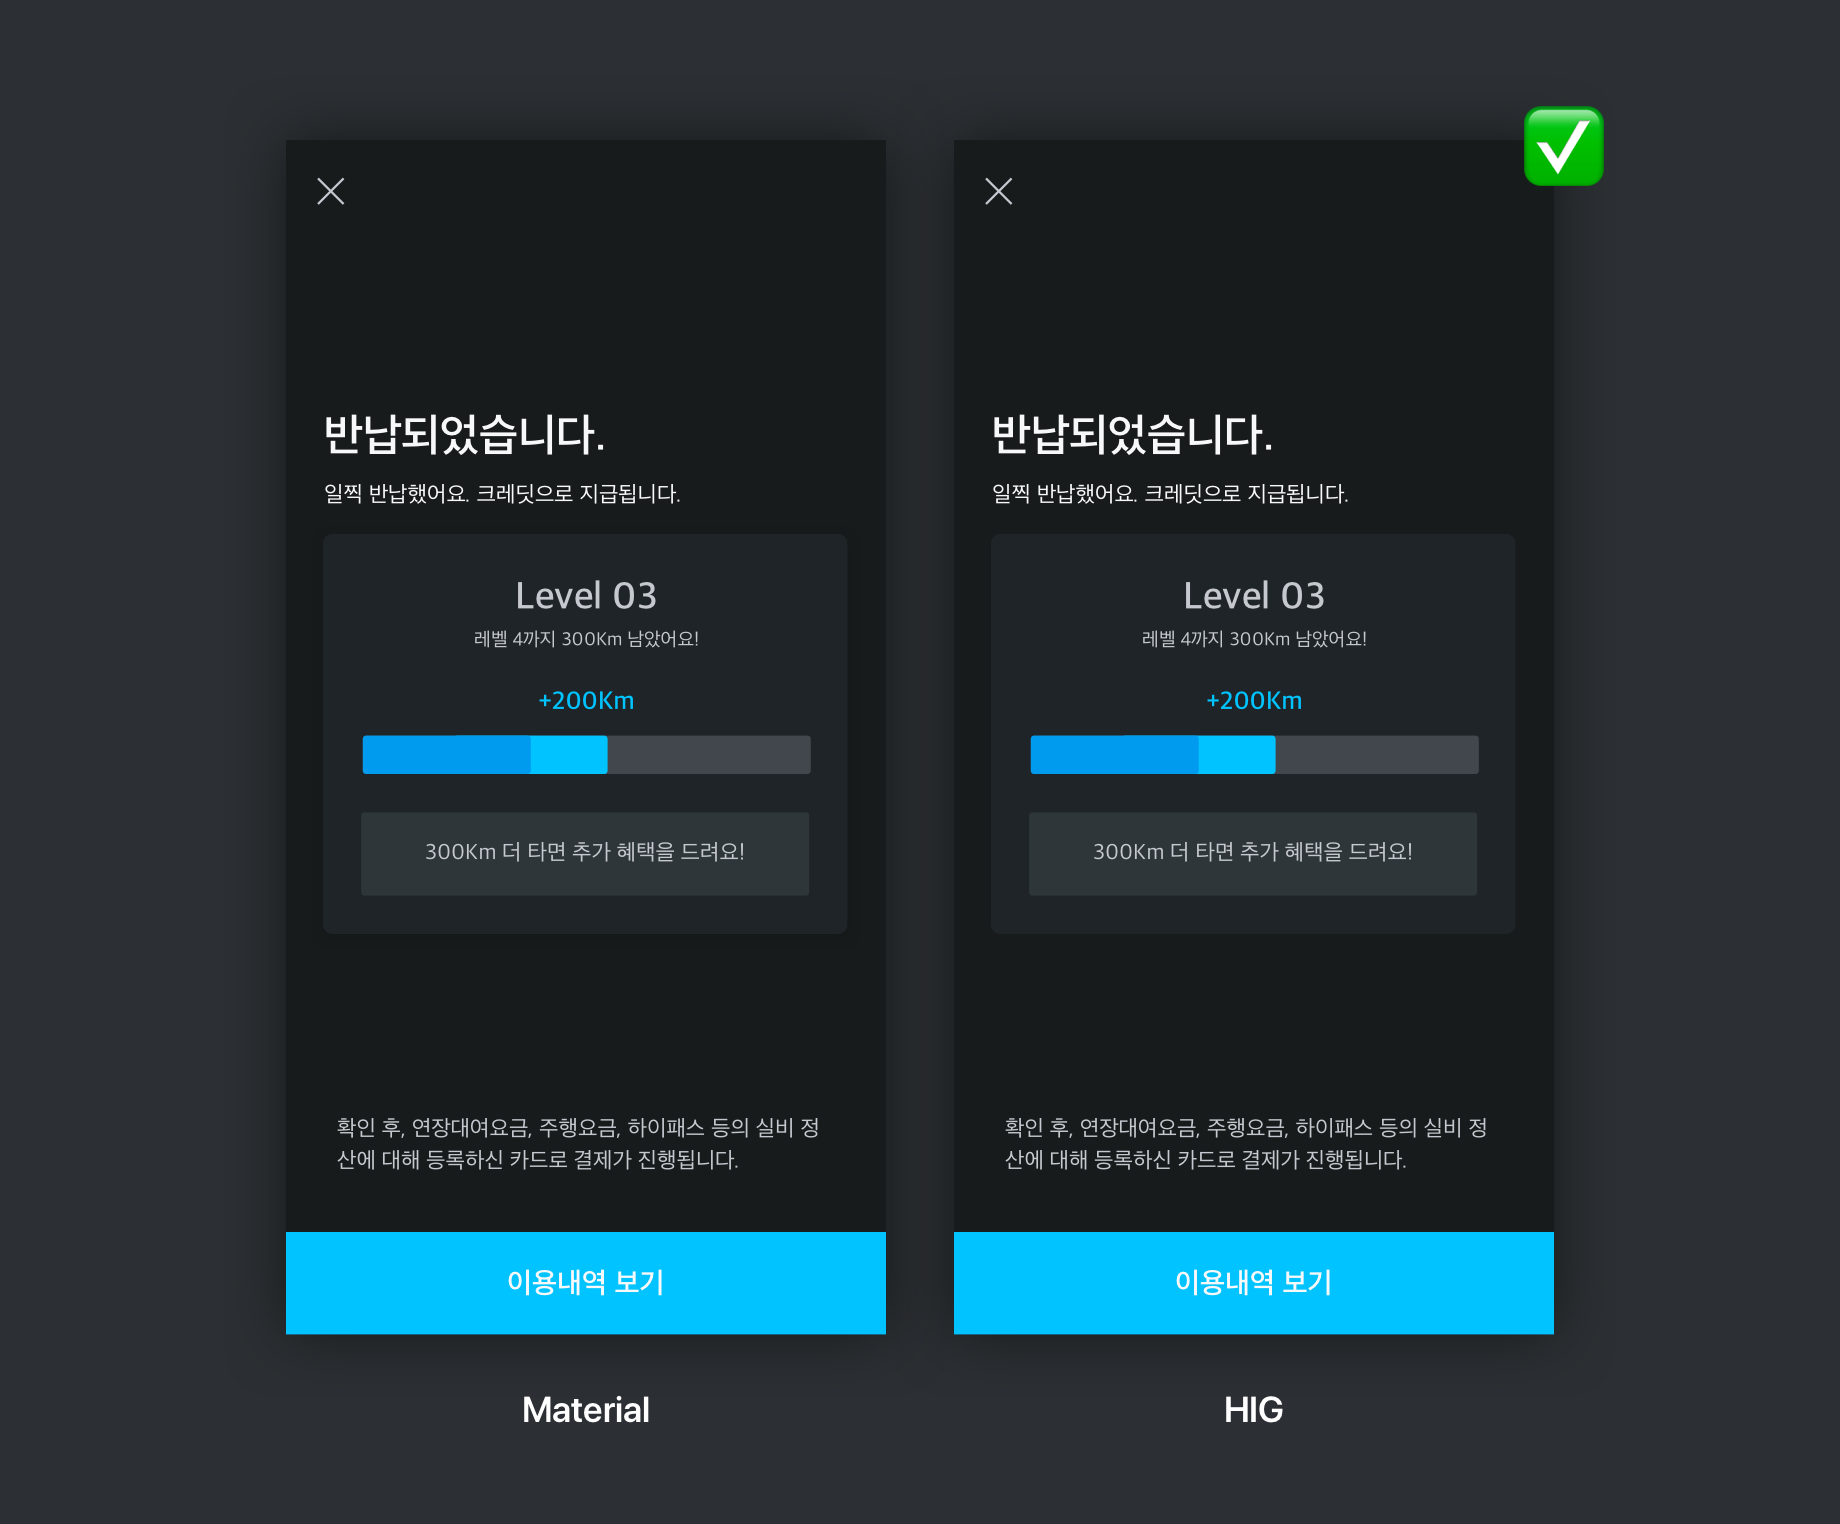 반납되었습니다.
일찍 반납했어요. 크레딧으로 지급됩니다.
Level 03
레벨 4까지 300Km 남았어요!
+200Km
300Km 더 타면 추가 혜택을 드려요!
확인 후, 연장대여요금, 주행요금, 하이패스 등의 실비 정
산에 대해 등록하신 카드로 결제가 진행됩니다.
이용내역 보기
Material
반납되었습니다.
일찍 반납했어요. 크레딧으로 지급됩니다.
Level 03
레벨 4까지 300Km 남았어요!
+200Km
300Km 더 타면 추가 혜택을 드려요!
확인 후, 연장대여요금, 주행요금, 하이패스 등의 실비 정
산에 대해 등록하신 카드로 결제가 진행됩니다.
이용내역 보기
HIG